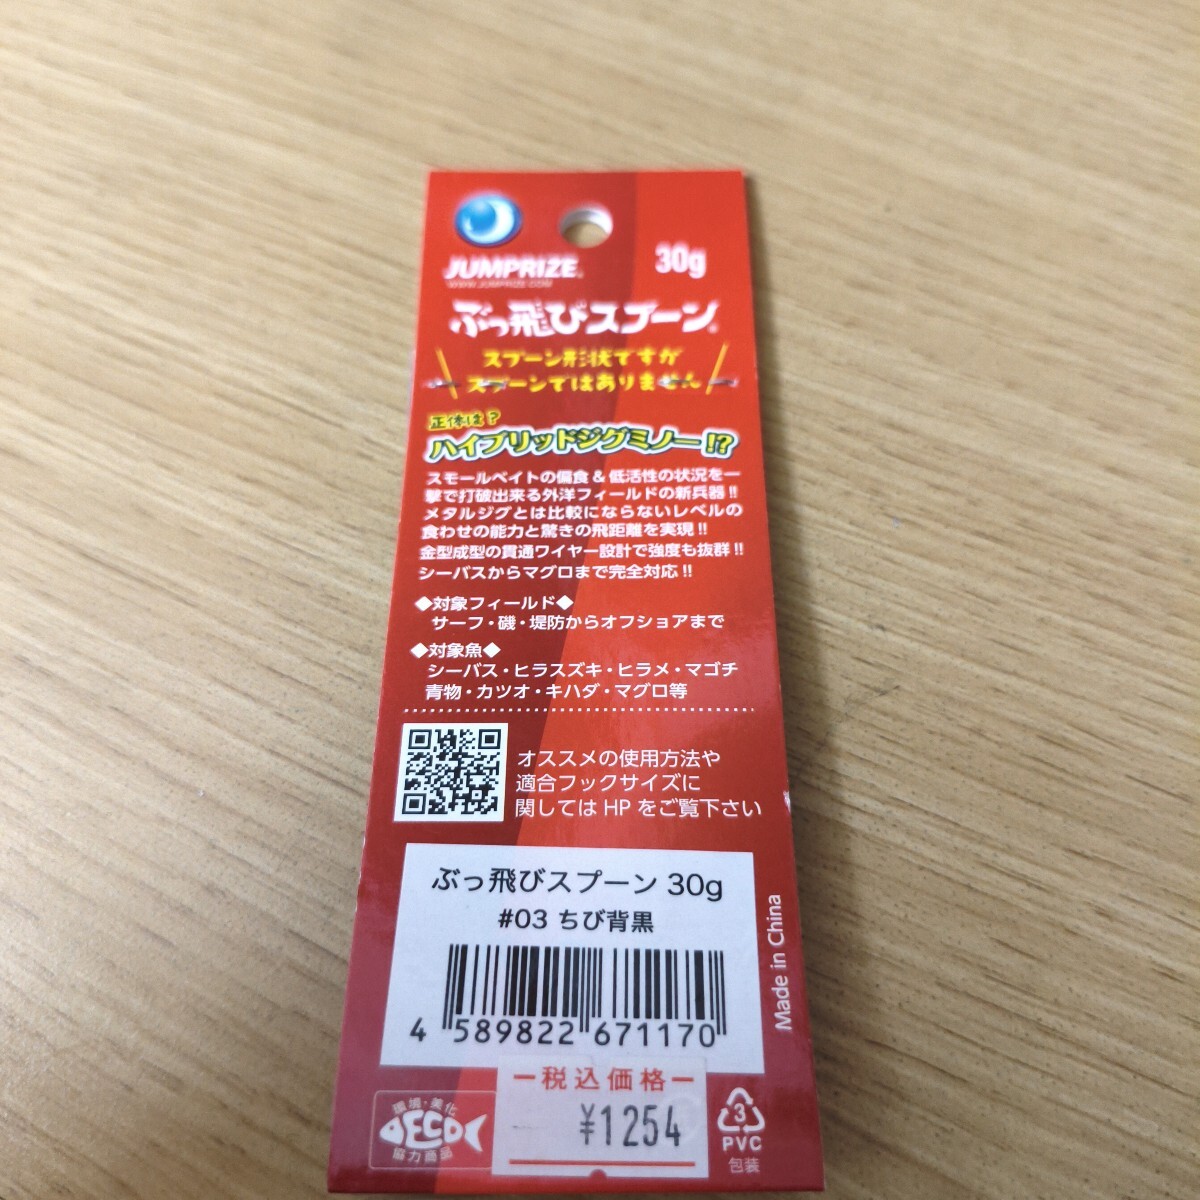 JUMPRIZE
30g
WWW.JUMPRIZE.COM
ぶっ飛びスプーン
スプーン形状ですが
スプーンではありません
正体は?
ハイブリッドジグミノー!?
スモールベイトの偏食&低活性の状況を一
撃で打破出来る外洋フィールドの新兵器!!
メタルジグとは比較にならないレベルの
食わせの能力と驚きの飛距離を実現!!
金型成型の貫通ワイヤー設計で強度も抜群!!
シーバスからマグロまで完全対応!!
◆対象フィールド◆
サーフ・磯・堤防からオフショアまで
◆対象魚◆
シーバス・ヒラスズキ・ヒラメ・マゴチ
青物・カツオ・キハダ・マグロ等
オススメの使用方法や
適合フックサイズに
関してはHPをご覧下さい
ぶっ飛びスプーン 30g
#03 ちび背黒
4 589822 671170
Made in China
税込価格
¥1254
環境・美化
ECO
協力商品
3
PVC
包装